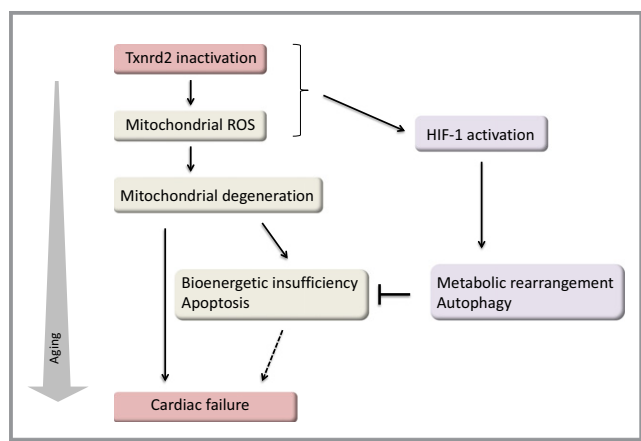 Txnrd2 inactivation
Mitochondrial ROS
HIF-1 activation
Mitochondrial degeneration
Bioenergetic insufficiency
Apoptosis
Metabolic rearrangement
Autophagy
Aging
Cardiac failure